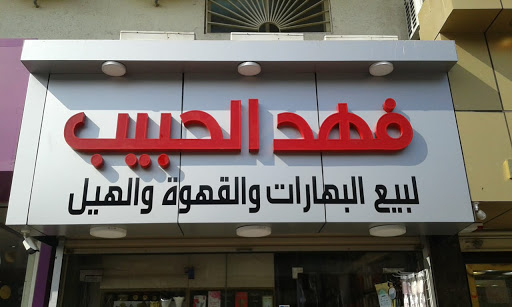 فهد الحبيب
لبيع البهارات والقهوة والهيل